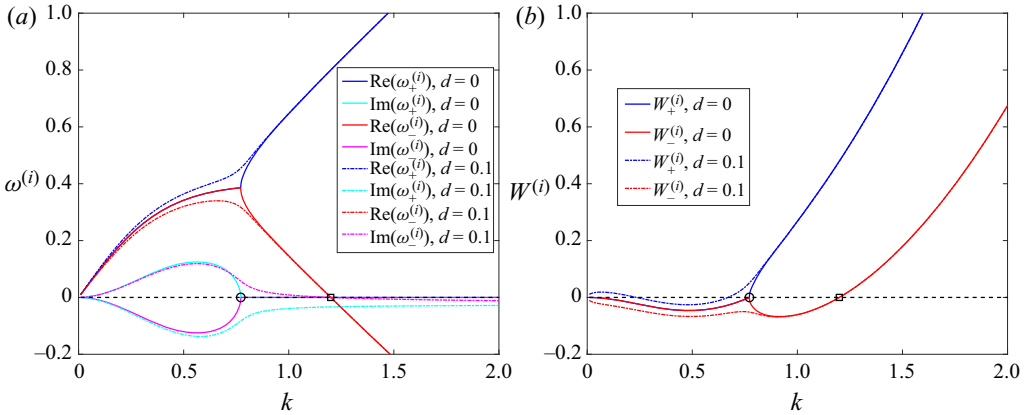 (a)
1.0
0.8
0.6
0.4
0.2
0
–0.2
ω(i)
0
0.5
1.0
1.5
2.0
k
Re(ω+(i)), d = 0
Im(ω+(i)), d = 0
Re(ω−(i)), d = 0
Im(ω−(i)), d = 0
Re(ω+(i)), d = 0.1
Im(ω+(i)), d = 0.1
Re(ω−(i)), d = 0.1
Im(ω−(i)), d = 0.1
(b)
1.0
0.8
0.6
0.4
0.2
0
–0.2
W(i)
0
0.5
1.0
1.5
2.0
k
W+(i), d = 0
W−(i), d = 0
W+(i), d = 0.1
W−(i), d = 0.1